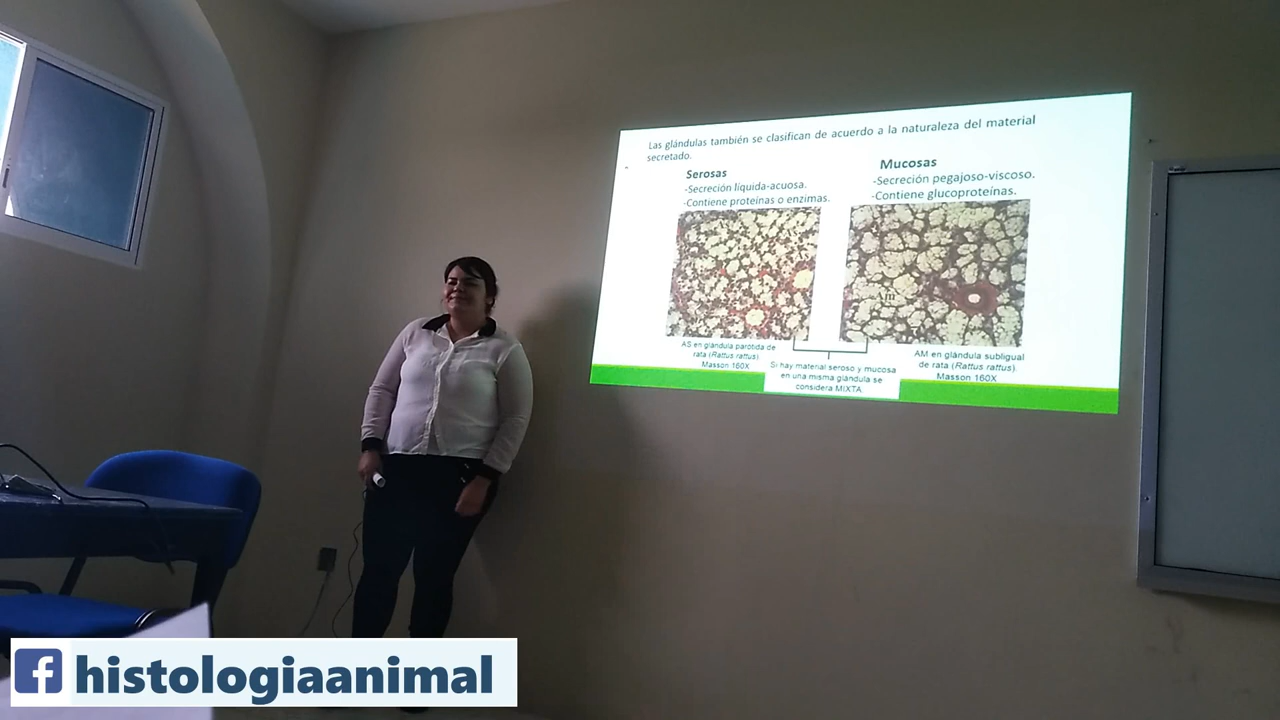 Las glándulas también se clasifican de acuerdo a la naturaleza del material
secretado.
Serosas
-Secreción líquida-acuosa.
-Contiene proteínas o enzimas.
Mucosas
-Secreción pegajoso-viscoso.
-Contiene glucoproteínas.
Am
AS en glándula parótida de
rata (Rattus rattus)
Masson 160X
Si hay material seroso y mucosa
en una misma glándula se
considera MIXTA.
AM en glándula subligual
de rata (Rattus rattus).
Masson 160X
f histologiaanimal